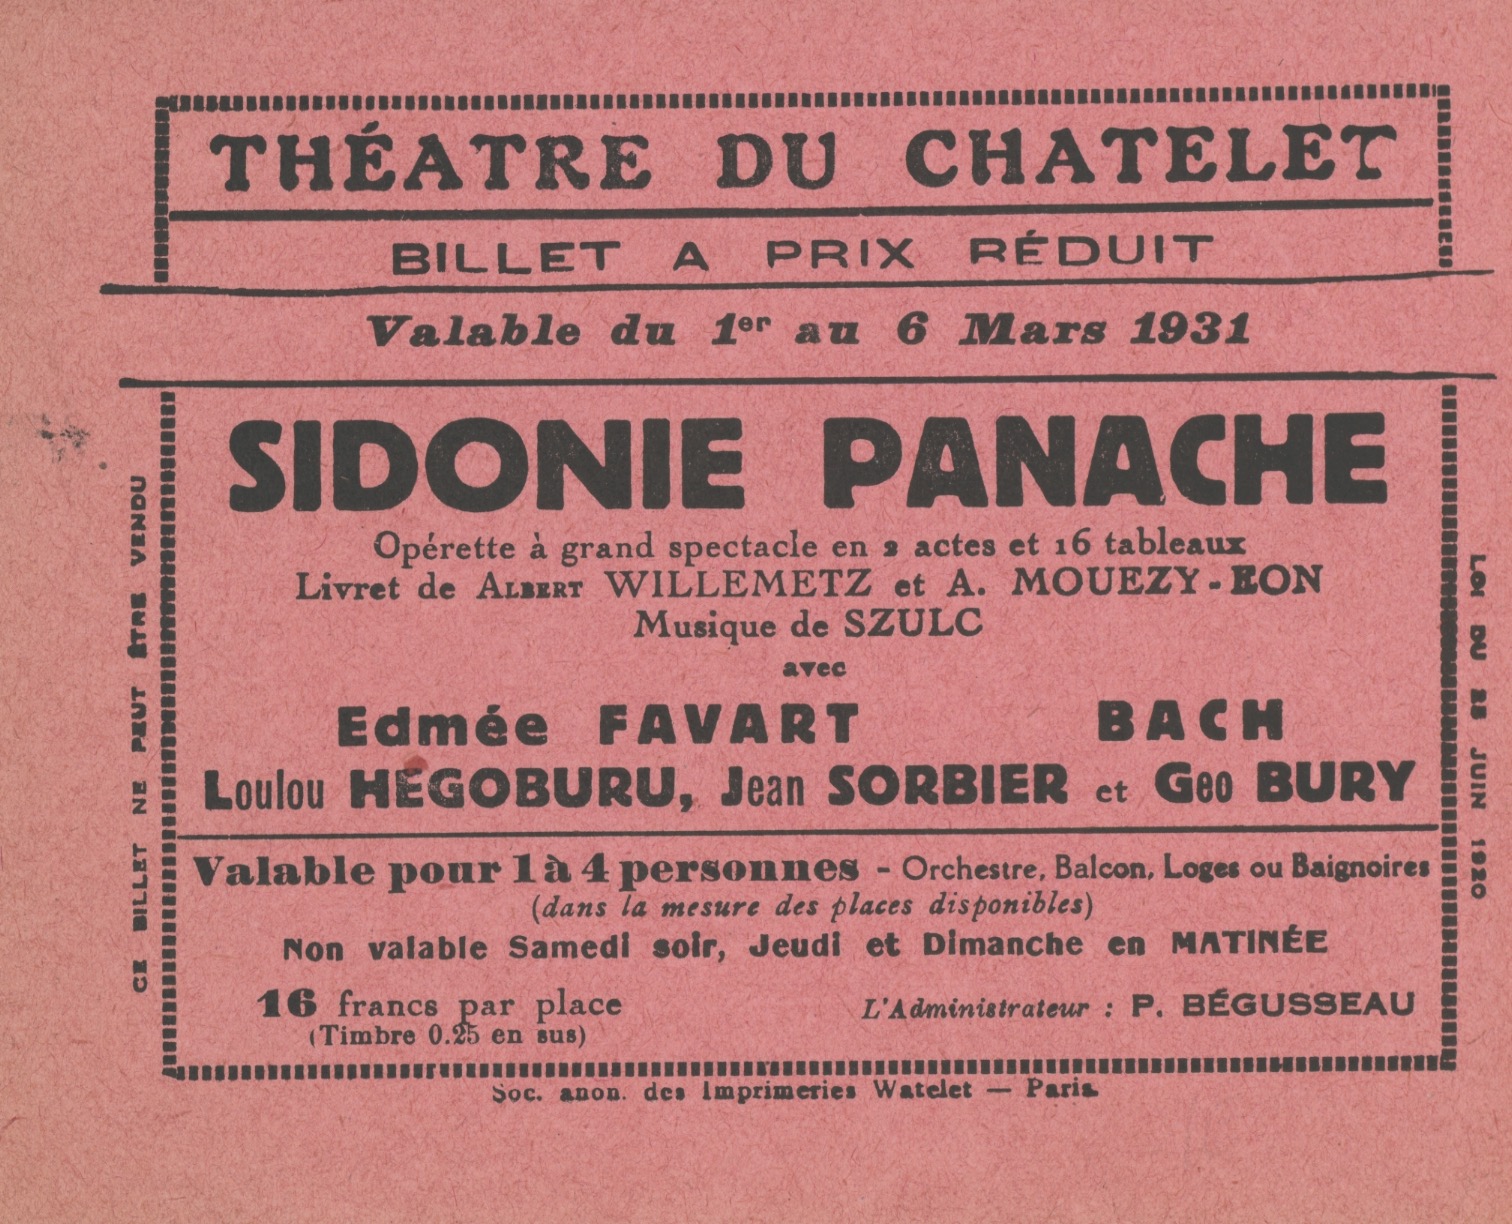 THÉATRE DU CHATELET
BILLET A PRIX RÉDUIT
Valable du 1er au 6 Mars 1931
SIDONIE PANACHE
Opérette à grand spectacle en 2 actes et 16 tableaux
Livret de ALBERT WILLEMETZ et A. MOUEZY-EON
Musique de SZULC
avec
Edmée FAVART BACH
Loulou HEGOBURU, Jean SORBIER et Geo BURY
Valable pour 1 à 4 personnes - Orchestre, Balcon, Loges ou Baignoires
(dans la mesure des places disponibles)
Non valable Samedi soir, Jeudi et Dimanche en MATINÉE
16 francs par place
(Timbre 0.25 en sus)
L'Administrateur : P. BÉGUSSEAU
Soc. anon. des Imprimeries Watelet — Paris
CE BILLET NE PEUT ÊTRE VENDU
LOI DU 25 JUIN 1920